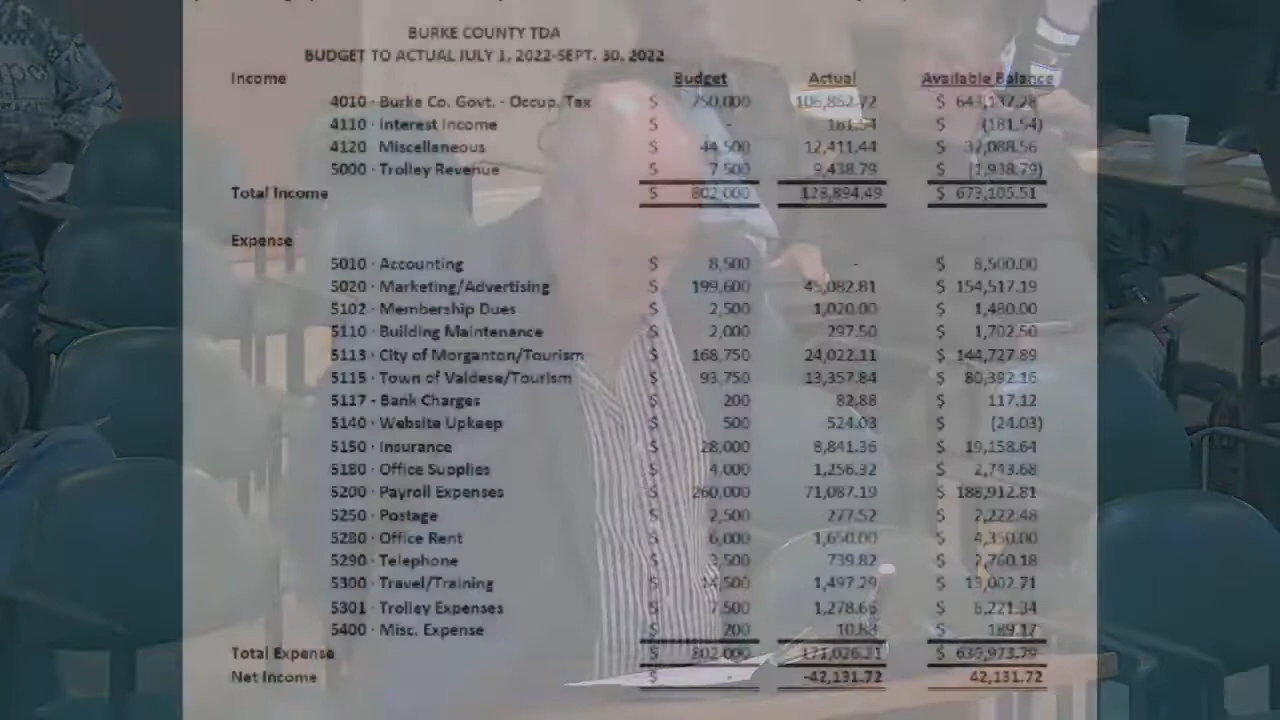 BURKE COUNTY TDA
BUDGET TO ACTUAL JULY 1, 2022-SEPT. 30, 2022
Income Budget Actual Available Balance
4010 · Burke Co. Govt. - Occup. Tax $ 750,000 106,862.72 $ 643,137.28
4110 · Interest Income $ - 181.54 $ (181.54)
4120 Miscellaneous $ 44,500 12,411.44 $ 32,088.56
5000 · Trolley Revenue $ 7,500 9,438.79 $ (1,938.79)
Total Income $ 802,000 128,894.49 $ 673,105.51
Expense
5010 · Accounting $ 8,500 - $ 8,500.00
5020 · Marketing/Advertising $ 199,600 45,082.81 $ 154,517.19
5102 · Membership Dues $ 2,500 1,020.00 $ 1,480.00
5110 · Building Maintenance $ 2,000 297.50 $ 1,702.50
5113 · City of Morganton/Tourism $ 168,750 24,022.11 $ 144,727.89
5115 · Town of Valdese/Tourism $ 93,750 13,357.84 $ 80,392.16
5117 - Bank Charges $ 200 82.88 $ 117.12
5140 · Website Upkeep $ 500 524.03 $ (24.03)
5150 · Insurance $ 28,000 8,841.36 $ 19,158.64
5180 · Office Supplies $ 4,000 1,256.32 $ 2,743.68
5200 · Payroll Expenses $ 260,000 71,087.19 $ 188,912.81
5250 · Postage $ 2,500 277.52 $ 2,222.48
5280 · Office Rent $ 6,000 1,650.00 $ 4,350.00
5290 · Telephone $ 3,500 739.82 $ 2,760.18
5300 · Travel/Training $ 14,500 1,497.29 $ 13,002.71
5301 · Trolley Expenses $ 7,500 1,278.66 $ 6,221.34
5400 · Misc. Expense $ 200 10.83 $ 189.17
Total Expense $ 802,000 171,026.21 $ 630,973.79
Net Income $ - -42,131.72 42,131.72